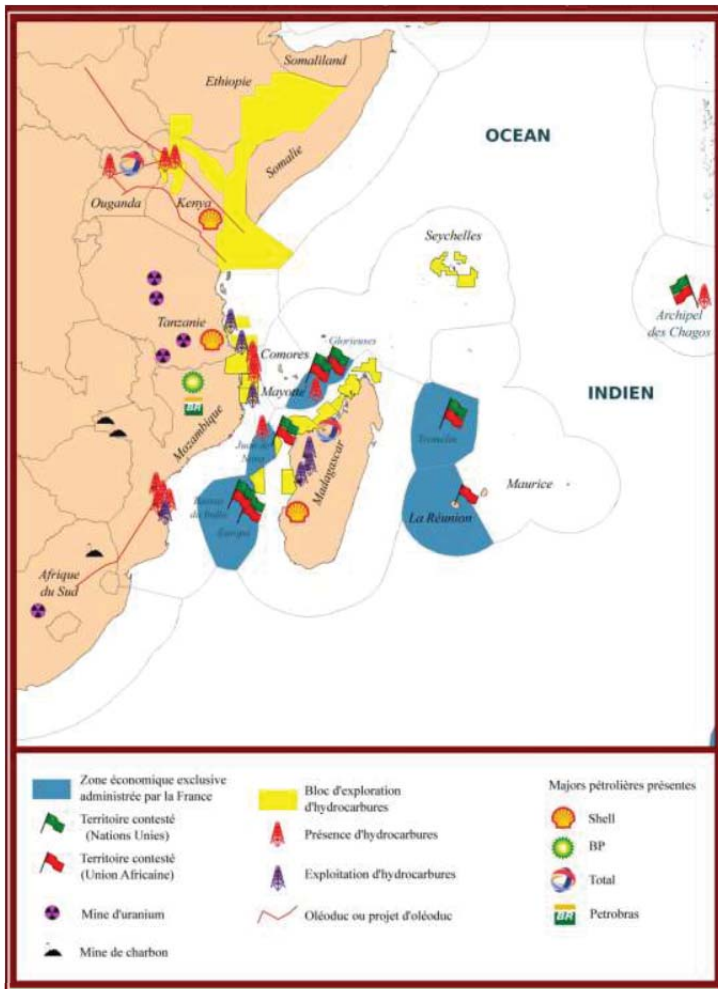 Somaliland
Ethiopie
OCEAN
Somalie
Ouganda
Kenya
Seychelles
Archipel
des Chagos
Tanzanie
Glorieuses
Comores
Mayotte
INDIEN
BR
Mozambique
Juan de
Nova
Madagascar
Tromelin
Maurice
Bassas
da India
Europa
La Réunion
Afrique
du Sud
Zone économique exclusive
administrée par la France
Territoire contesté
(Nations Unies)
Territoire contesté
(Union Africaine)
Mine d'uranium
Mine de charbon
Bloc d'exploration
d'hydrocarbures
Présence d'hydrocarbures
Exploitation d'hydrocarbures
Oléoduc ou projet d'oléoduc
Majors pétrolières présentes
Shell
BP
Total
BR
Petrobras